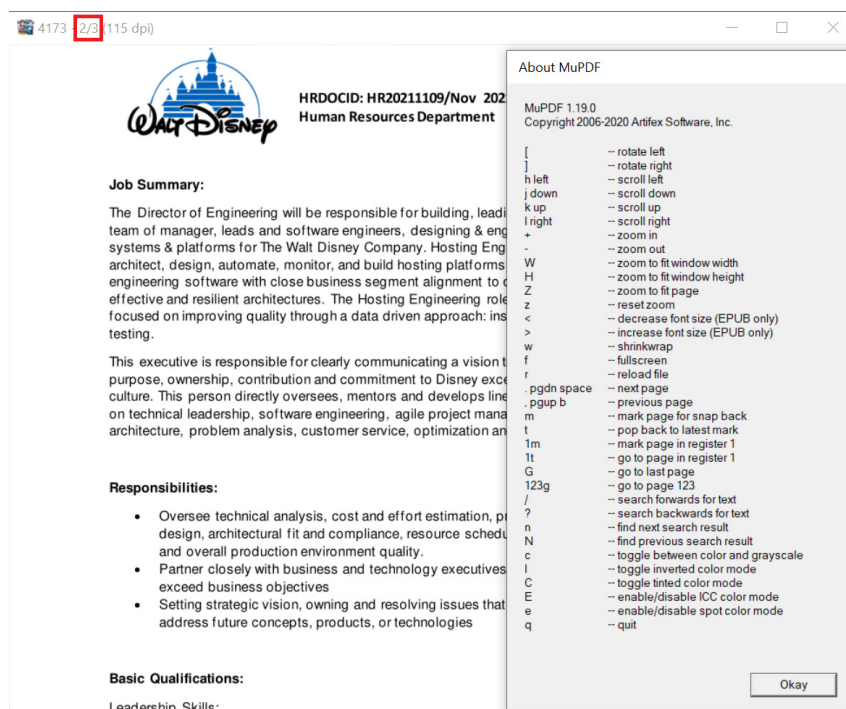 4173 - 2/3 (115 dpi)
WALT DISNEP
HRDOCID: HR20211109/Nov 202
Human Resources Department
Job Summary:
The Director of Engineering will be responsible for building, leadi
team of manager, leads and software engineers, designing & eng
systems & platforms for The Walt Disney Company. Hosting Eng
architect, design, automate, monitor, and build hosting platforms
engineering software with close business segment alignment to
effective and resilient architectures. The Hosting Engineering role
focused on improving quality through a data driven approach: ins
testing.
This executive is responsible for clearly communicating a vision t
purpose, ownership, contribution and commitment to Disney exce
culture. This person directly oversees, mentors and develops line
on technical leadership, software engineering, agile project mana
architecture, problem analysis, customer service, optimization an
Responsibilities:
• Oversee technical analysis, cost and effort estimation, pr
design, architectural fit and compliance, resource schedu
and overall production environment quality.
• Partner closely with business and technology executives
exceed business objectives
• Setting strategic vision, owning and resolving issues that
address future concepts, products, or technologies
Basic Qualifications:
Leadership Skills:
About MuPDF
MuPDF 1.19.0
Copyright 2006-2020 Artifex Software, Inc.
[ -- rotate left
] -- rotate right
h left -- scroll left
j down -- scroll down
k up -- scroll up
l right -- scroll right
+ -- zoom in
- -- zoom out
W -- zoom to fit window width
H -- zoom to fit window height
Z -- zoom to fit page
z -- reset zoom
< -- decrease font size (EPUB only)
> -- increase font size (EPUB only)
w -- shrinkwrap
f -- fullscreen
r -- reload file
. pgdn space -- next page
, pgup b -- previous page
m -- mark page for snap back
t -- pop back to latest mark
1m -- mark page in register 1
1t -- go to page in register 1
G -- go to last page
123g -- go to page 123
/ -- search forwards for text
? -- search backwards for text
n -- find next search result
N -- find previous search result
c -- toggle between color and grayscale
I -- toggle inverted color mode
C -- toggle tinted color mode
E -- enable/disable ICC color mode
e -- enable/disable spot color mode
q -- quit
Okay